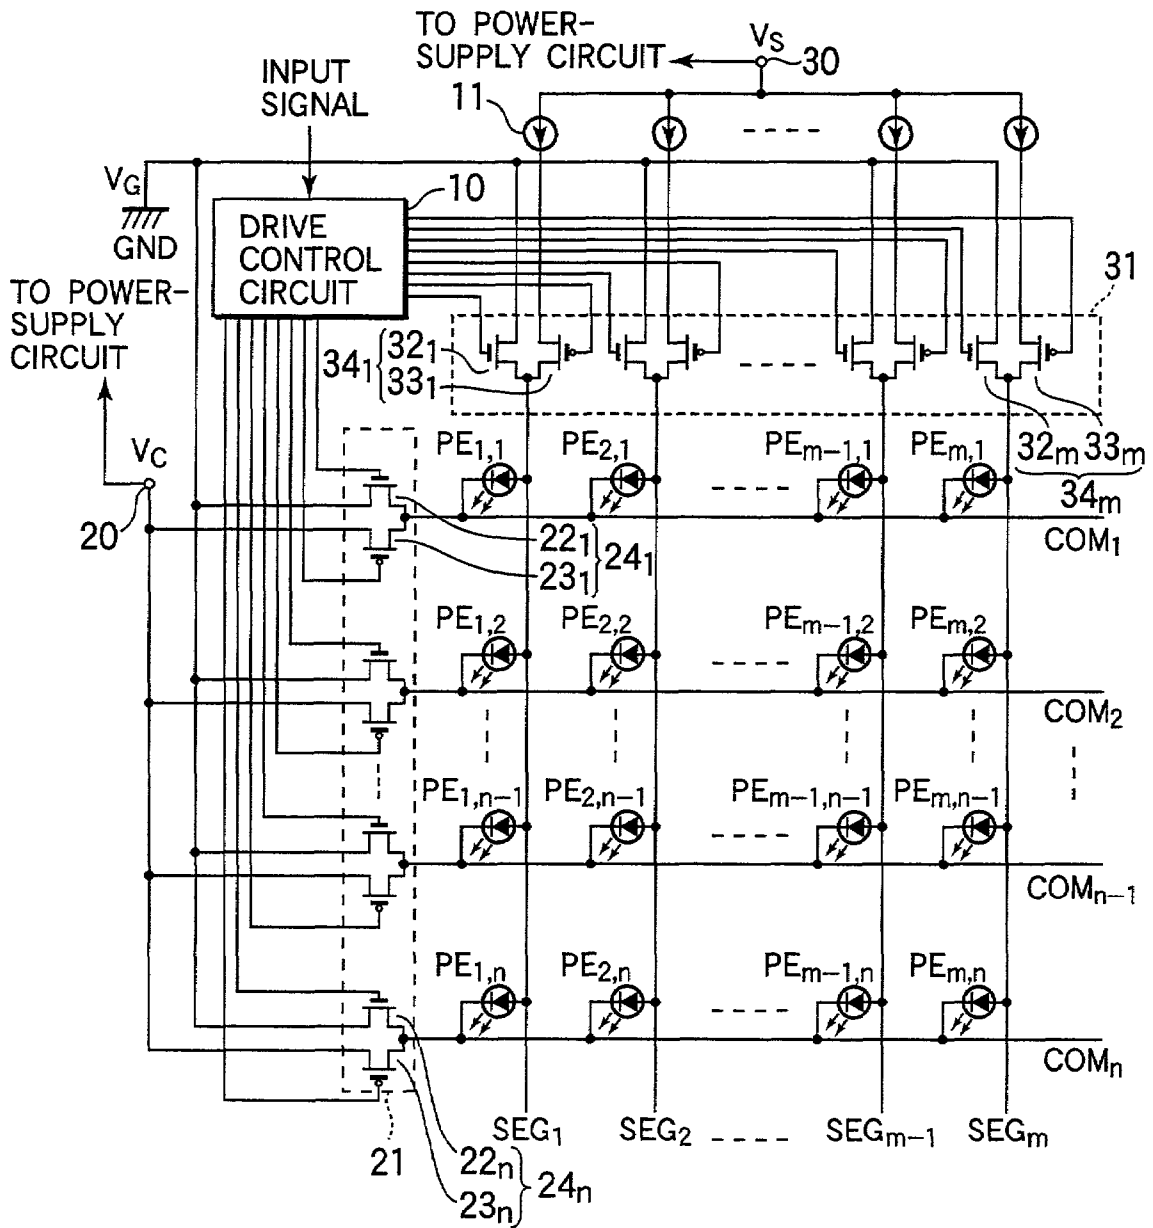 TO POWER-
SUPPLY CIRCUIT
VS
30
INPUT
SIGNAL
11
VG
GND
10
DRIVE
CONTROL
CIRCUIT
31
TO POWER-
SUPPLY
CIRCUIT
341 { 321
331
32m 33m
34m
VC
20
PE1,1
PE2,1
PEm−1,1
PEm,1
COM1
221
231
} 241
PE1,2
PE2,2
PEm−1,2
PEm,2
COM2
PE1,n−1
PE2,n−1
PEm−1,n−1
PEm,n−1
COMn−1
PE1,n
PE2,n
PEm−1,n
PEm,n
COMn
SEG1
SEG2
SEGm−1
SEGm
21
22n
23n
} 24n